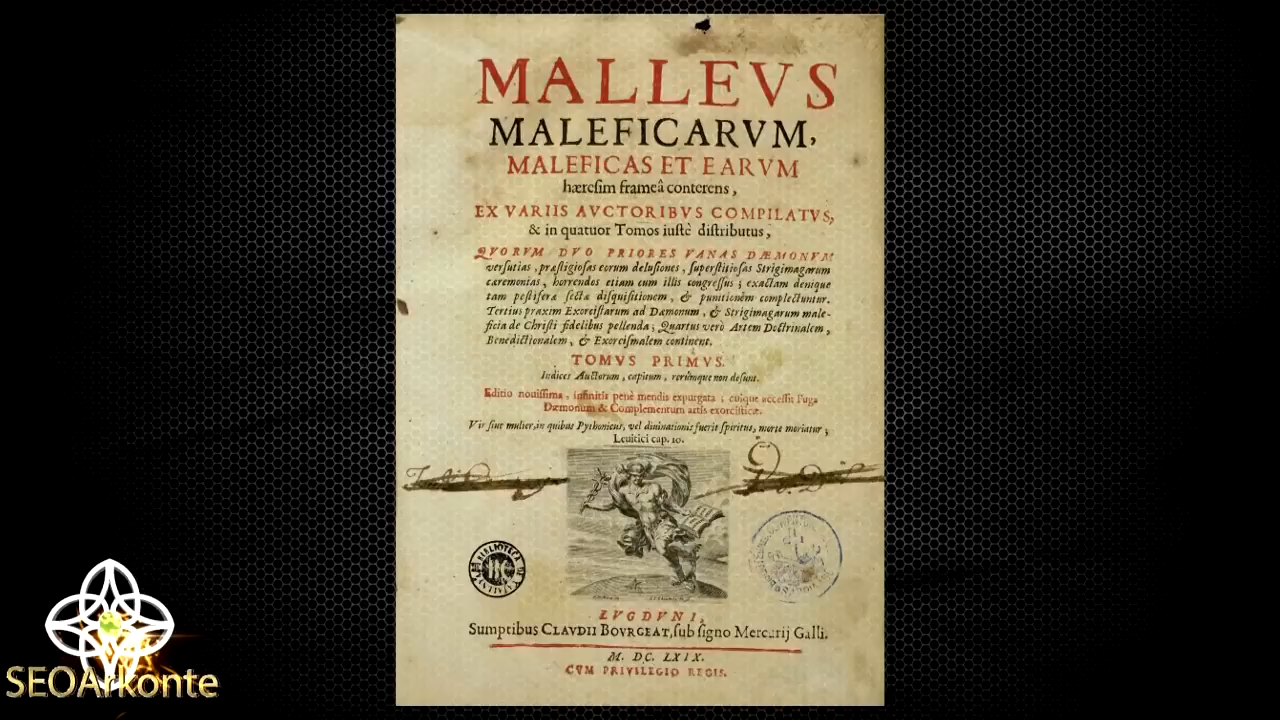 MALLEVS
MALEFICARVM,
MALEFICAS ET EARVM
hæresim frameâ conterens,
EX VARIIS AVCTORIBVS COMPILATVS,
& in quatuor Tomos iustè distributus,
QVORVM DVO PRIORES VANAS DÆMONVM
versutias, præstigiosas eorum delusiones, superstitiosas Strigimagarum
cæremonias, horrendos etiam cum illis congressus; exactam denique
tam pestiferæ sectæ disquisitionem, & punitionem complectuntur.
Tertius praxim Exorcistarum ad Dæmonum, & Strigimagarum male-
ficia de Christi fidelibus pellenda; Quartus verò Artem Doctrinalem,
Benedictionalem, & Exorcismalem continent.
TOMVS PRIMVS.
Indices Auctorum, capitum, rerúmque non desunt.
Editio nouissima, infinitis penè mendis expurgata; cuique accessit Fuga
Dæmonum & Complementum artis exorcisticæ.
Vir siue mulier, in quibus Pythonicus, vel diuinationis fuerit spiritus, morte moriatur;
Leuitici cap. 10.
BIBLIOTECA DE CATALVNYA
BC
LVGDVNI,
Sumptibus CLAVDII BOVRGEAT, sub signo Mercurij Galli.
M. DC. LXIX.
CVM PRIVILEGIO REGIS.
SEOArkonte